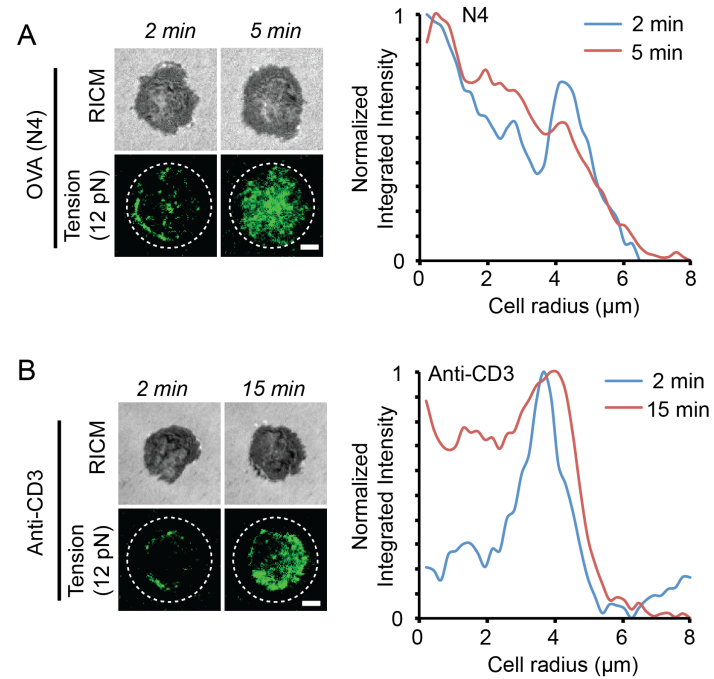 A
2 min
5 min
OVA (N4)
RICM
Tension
(12 pN)
N4
2 min
5 min
1
0
Normalized
Integrated Intensity
0
2
4
6
8
Cell radius (µm)
B
2 min
15 min
Anti-CD3
RICM
Tension
(12 pN)
Anti-CD3
2 min
15 min
1
0
Normalized
Integrated Intensity
0
2
4
6
8
Cell radius (µm)